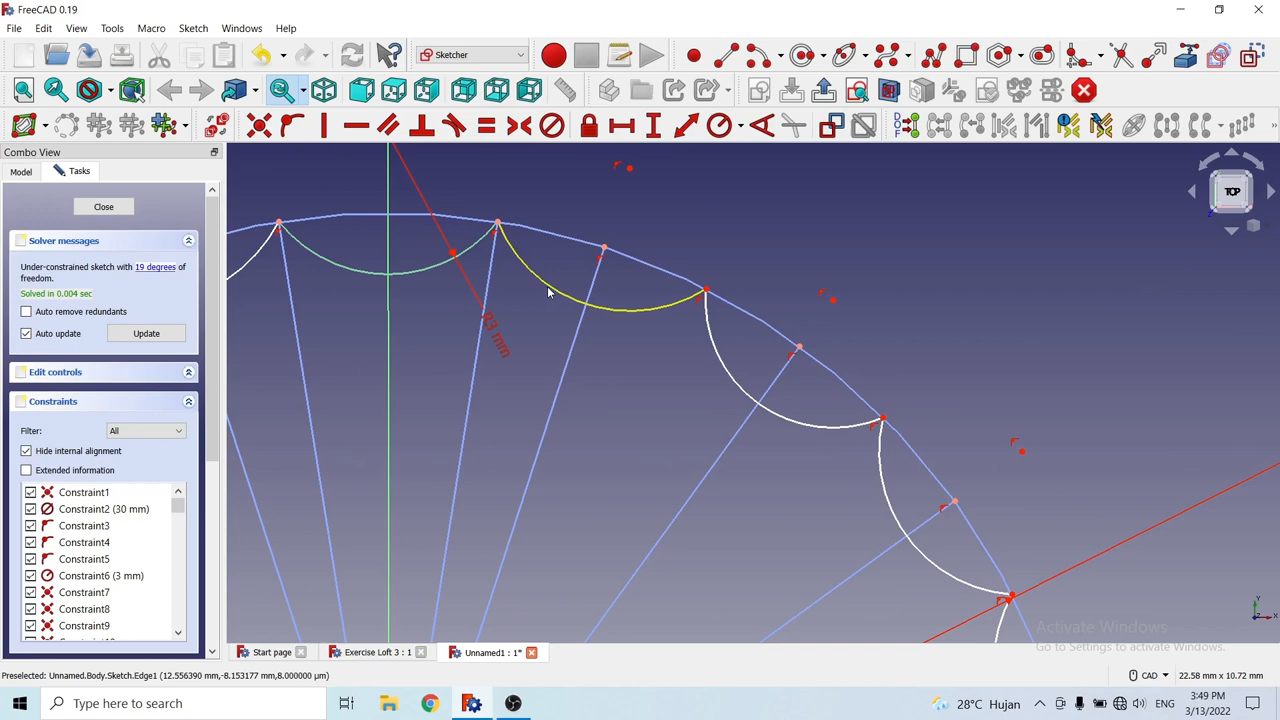 FreeCAD 0.19
File Edit View Tools Macro Sketch Windows Help
Sketcher
Combo View
Model Tasks
TOP
Close
Solver messages
Under-constrained sketch with 19 degrees of
freedom.
Solved in 0.004 sec
Auto remove redundants
Auto update Update
Edit controls
Constraints
Filter: All
Hide internal alignment
Extended information
Constraint1
Constraint2 (30 mm)
Constraint3
Constraint4
Constraint5
Constraint6 (3 mm)
Constraint7
Constraint8
Constraint9
R3 mm
Y
Z X
Activate Windows
Go to Settings to activate Windows.
Start page Exercise Loft 3 : 1 Unnamed1 : 1*
Preselected: Unnamed.Body.Sketch.Edge1 (12.556390 mm,-8.153177 mm,8.000000 µm) CAD 22.58 mm x 10.72 mm
Type here to search 28°C Hujan ENG 3:49 PM
3/13/2022